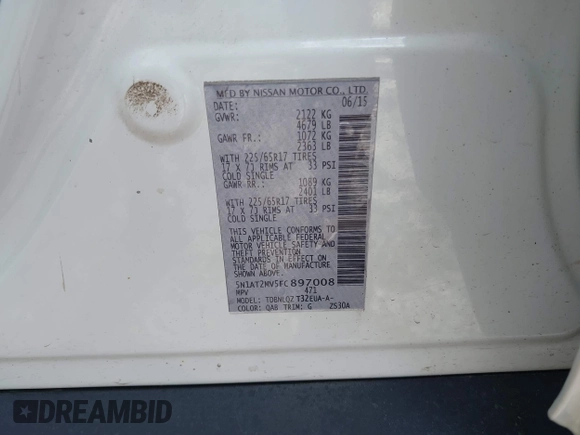 MFD BY NISSAN MOTOR CO., LTD.
DATE: 06/15
GVWR: 2122 KG
4679 LB
GAWR FR.: 1072 KG
2363 LB
WITH 225/65R17 TIRES
17 X 7J RIMS AT 33 PSI
COLD SINGLE
GAWR RR.: 1089 KG
2401 LB
WITH 225/65R17 TIRES
17 X 7J RIMS AT 33 PSI
COLD SINGLE
THIS VEHICLE CONFORMS TO
ALL APPLICABLE FEDERAL
MOTOR VEHICLE SAFETY AND
THEFT PREVENTION
STANDARDS IN EFFECT ON
THE DATE OF MANUFACTURE
SHOWN ABOVE
5N1AT2MV5FC897008
MPV 471
MODEL: TDBNLQZ T32EUA-A-
COLOR: QAB TRIM: G ZS30A
DREAMBID